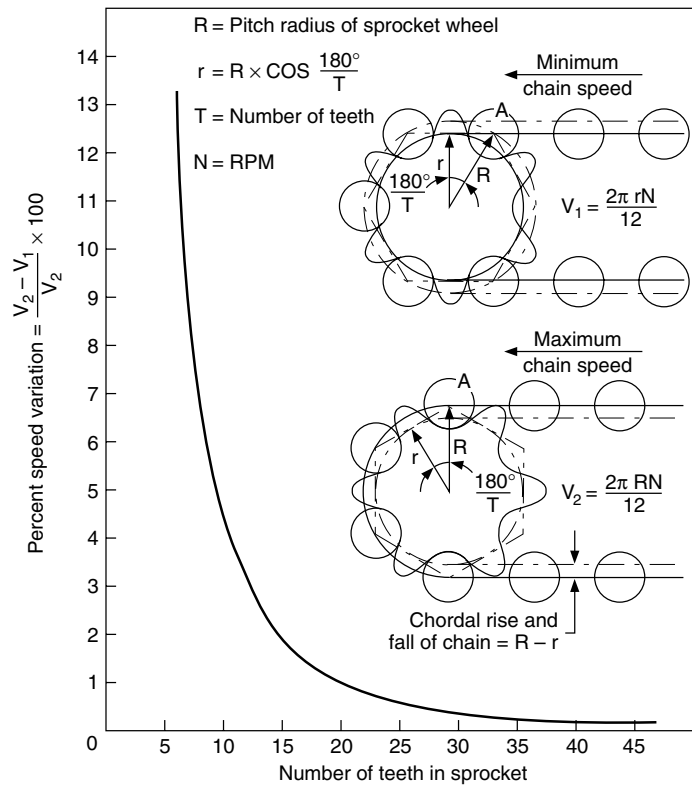 R = Pitch radius of sprocket wheel
r = R × COS 180°/T
T = Number of teeth
N = RPM
Minimum
chain speed
A
r
R
180°/T
V₁ = 2π rN/12
Maximum
chain speed
A
R
r
180°/T
V₂ = 2π RN/12
Chordal rise and
fall of chain = R – r
Percent speed variation = V₂ – V₁/V₂ × 100
14
13
12
11
10
9
8
7
6
5
4
3
2
1
0
5 10 15 20 25 30 35 40 45
Number of teeth in sprocket